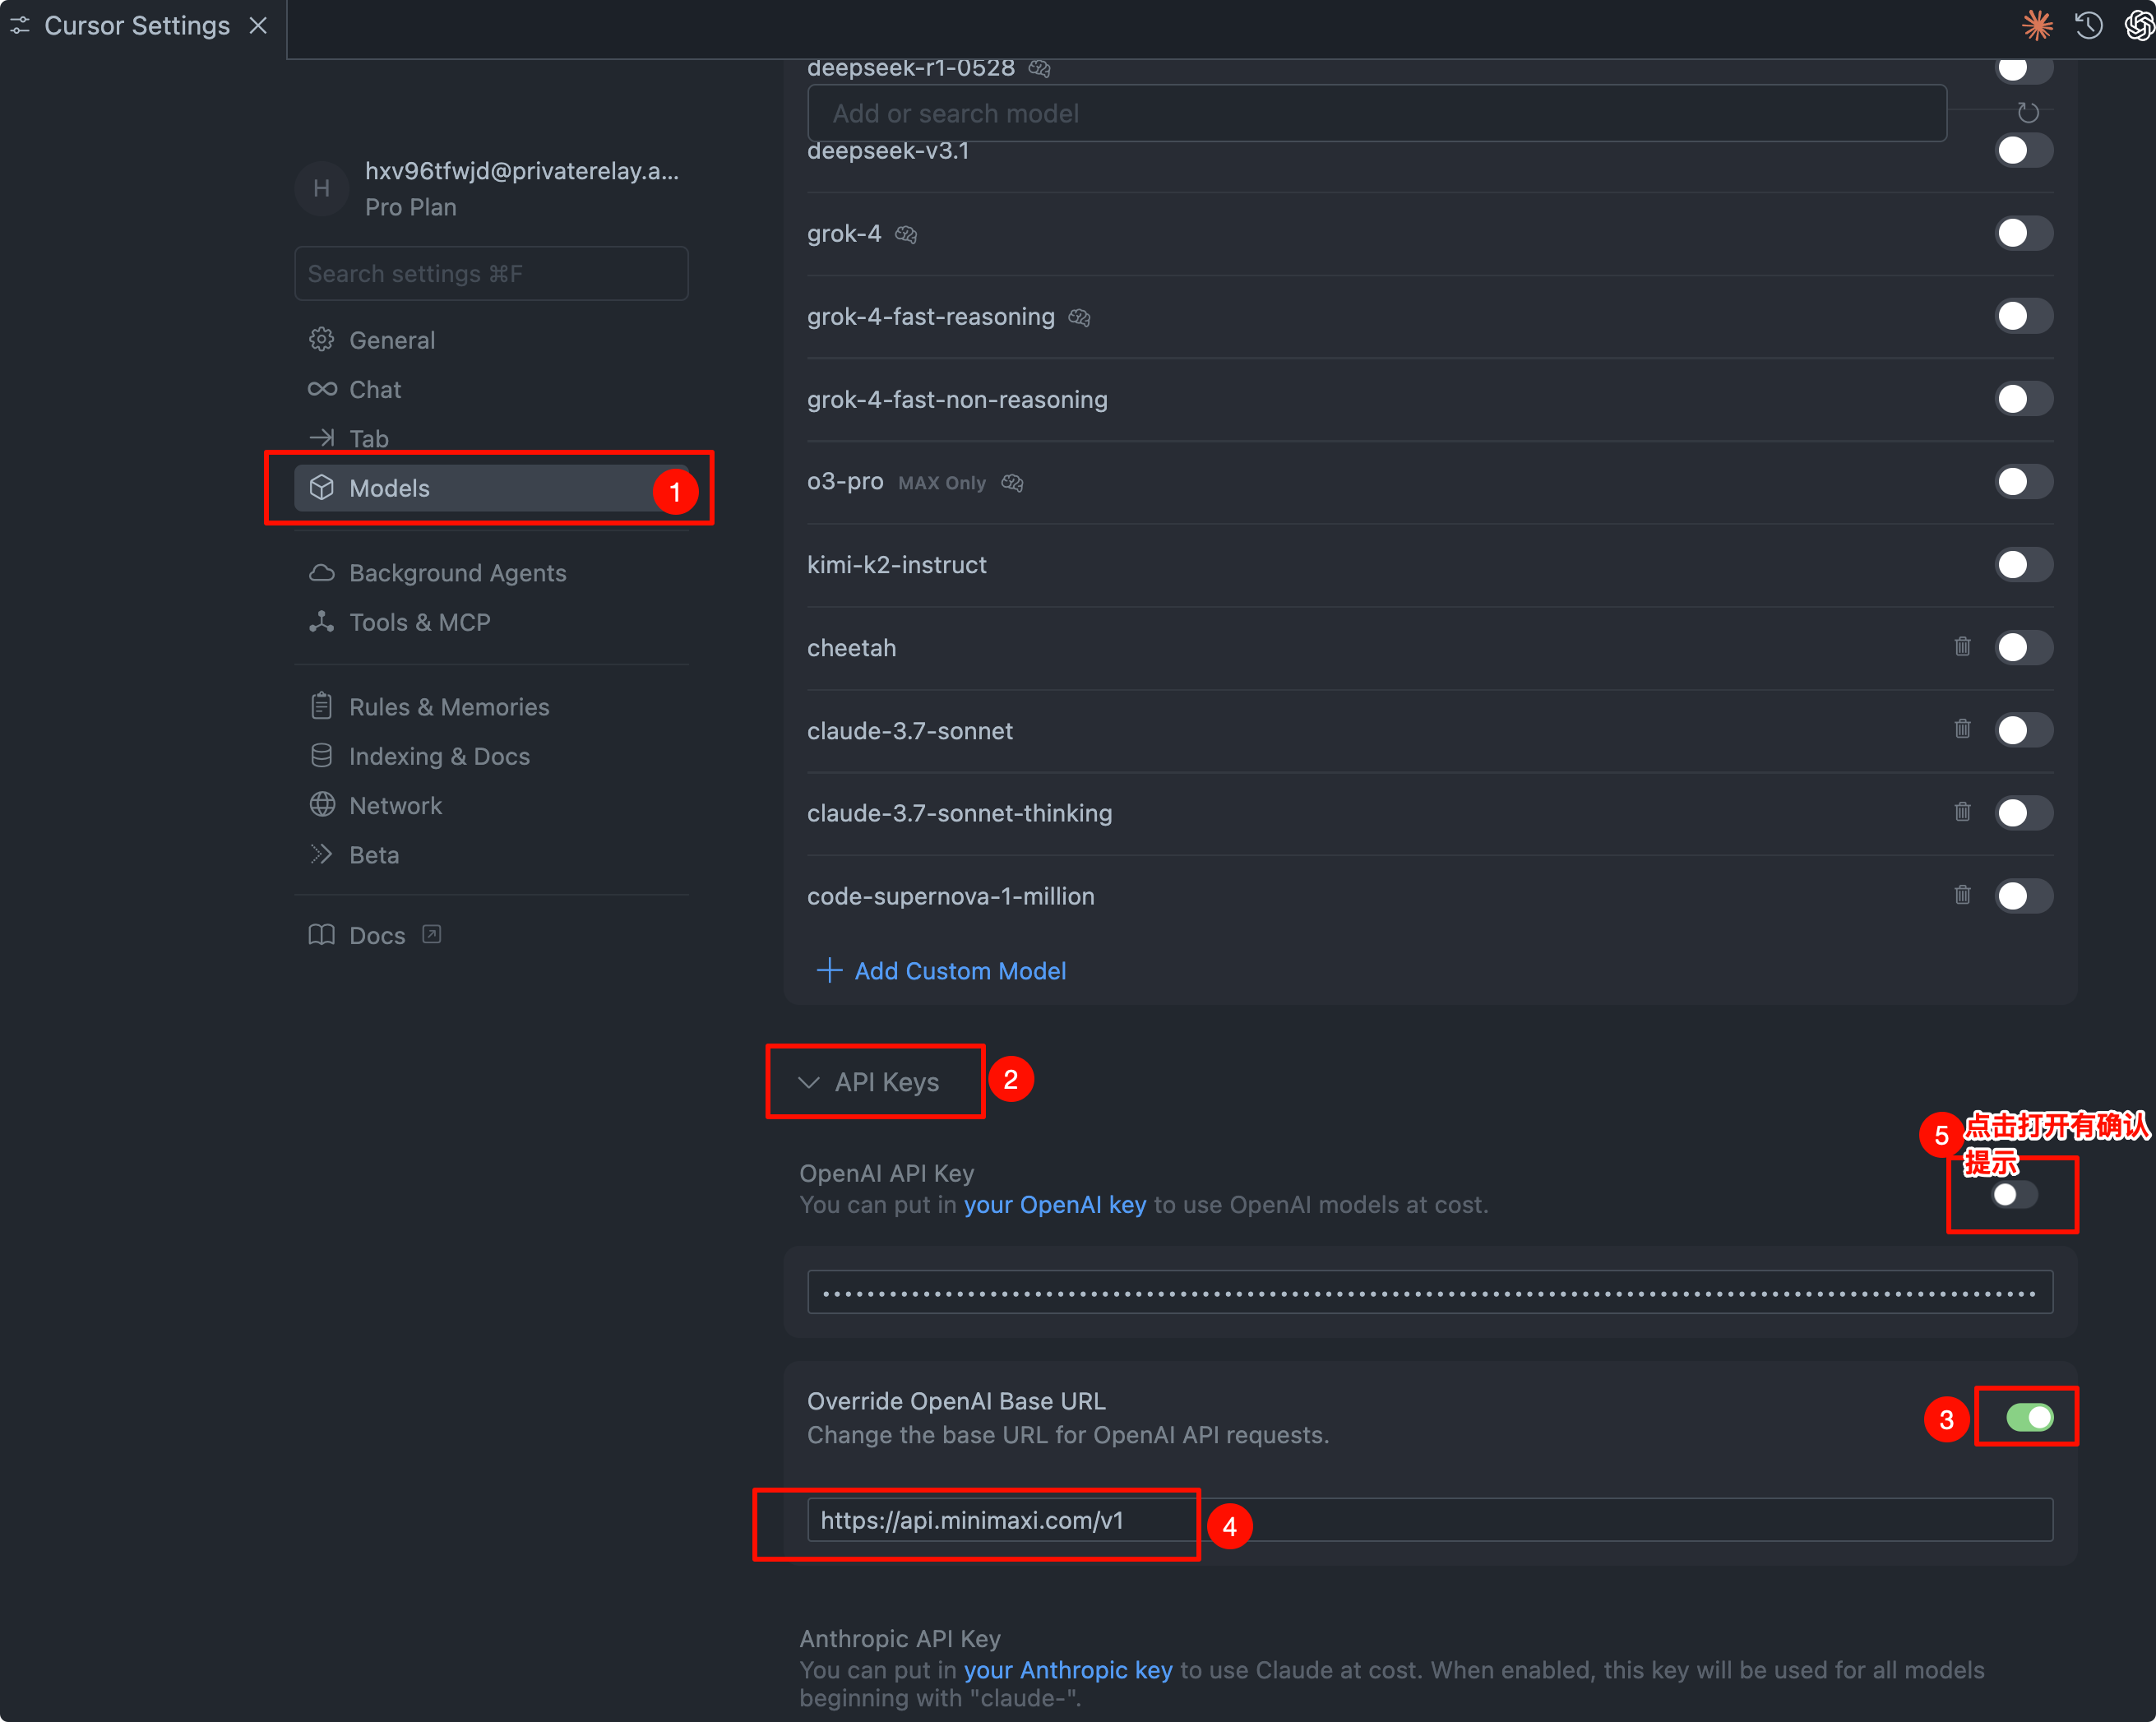 Cursor Settings
hxv96tfwjd@privaterelay.a...
H
Pro Plan
Search settings ⌘F
General
Chat
Tab
Models
1
Background Agents
Tools & MCP
Rules & Memories
Indexing & Docs
Network
Beta
Docs
deepseek-r1-0528
Add or search model
deepseek-v3.1
grok-4
grok-4-fast-reasoning
grok-4-fast-non-reasoning
o3-pro MAX Only
kimi-k2-instruct
cheetah
claude-3.7-sonnet
claude-3.7-sonnet-thinking
code-supernova-1-million
Add Custom Model
API Keys
2
5
点击打开有确认
提示
OpenAI API Key
You can put in your OpenAI key to use OpenAI models at cost.
Override OpenAI Base URL
Change the base URL for OpenAI API requests.
3
https://api.minimaxi.com/v1
4
Anthropic API Key
You can put in your Anthropic key to use Claude at cost. When enabled, this key will be used for all models
beginning with "claude-".